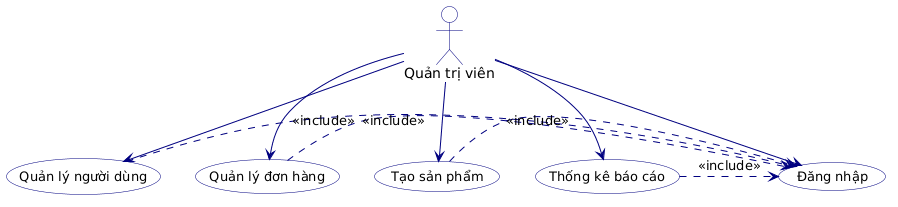 Quản trị viên
«include»
«include»
«include»
«include»
Quản lý người dùng
Quản lý đơn hàng
Tạo sản phẩm
Thống kê báo cáo
Đăng nhập